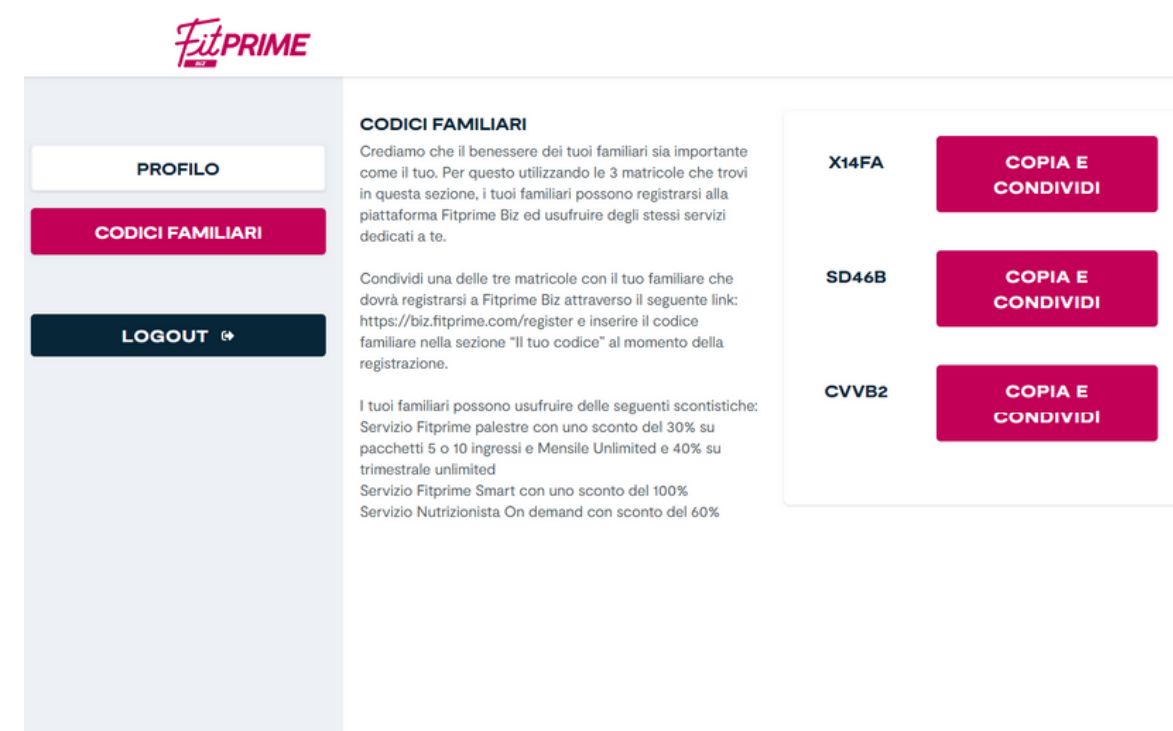 FitPRIME
BIZ
PROFILO
CODICI FAMILIARI
LOGOUT
CODICI FAMILIARI
Crediamo che il benessere dei tuoi familiari sia importante
come il tuo. Per questo utilizzando le 3 matricole che trovi
in questa sezione, i tuoi familiari possono registrarsi alla
piattaforma Fitprime Biz ed usufruire degli stessi servizi
dedicati a te.
Condividi una delle tre matricole con il tuo familiare che
dovrà registrarsi a Fitprime Biz attraverso il seguente link:
https://biz.fitprime.com/register e inserire il codice
familiare nella sezione “Il tuo codice” al momento della
registrazione.
I tuoi familiari possono usufruire delle seguenti scontistiche:
Servizio Fitprime palestre con uno sconto del 30% su
pacchetti 5 o 10 ingressi e Mensile Unlimited e 40% su
trimestrale unlimited
Servizio Fitprime Smart con uno sconto del 100%
Servizio Nutrizionista On demand con sconto del 60%
X14FA
COPIA E
CONDIVIDI
SD46B
COPIA E
CONDIVIDI
CVVB2
COPIA E
CONDIVIDI